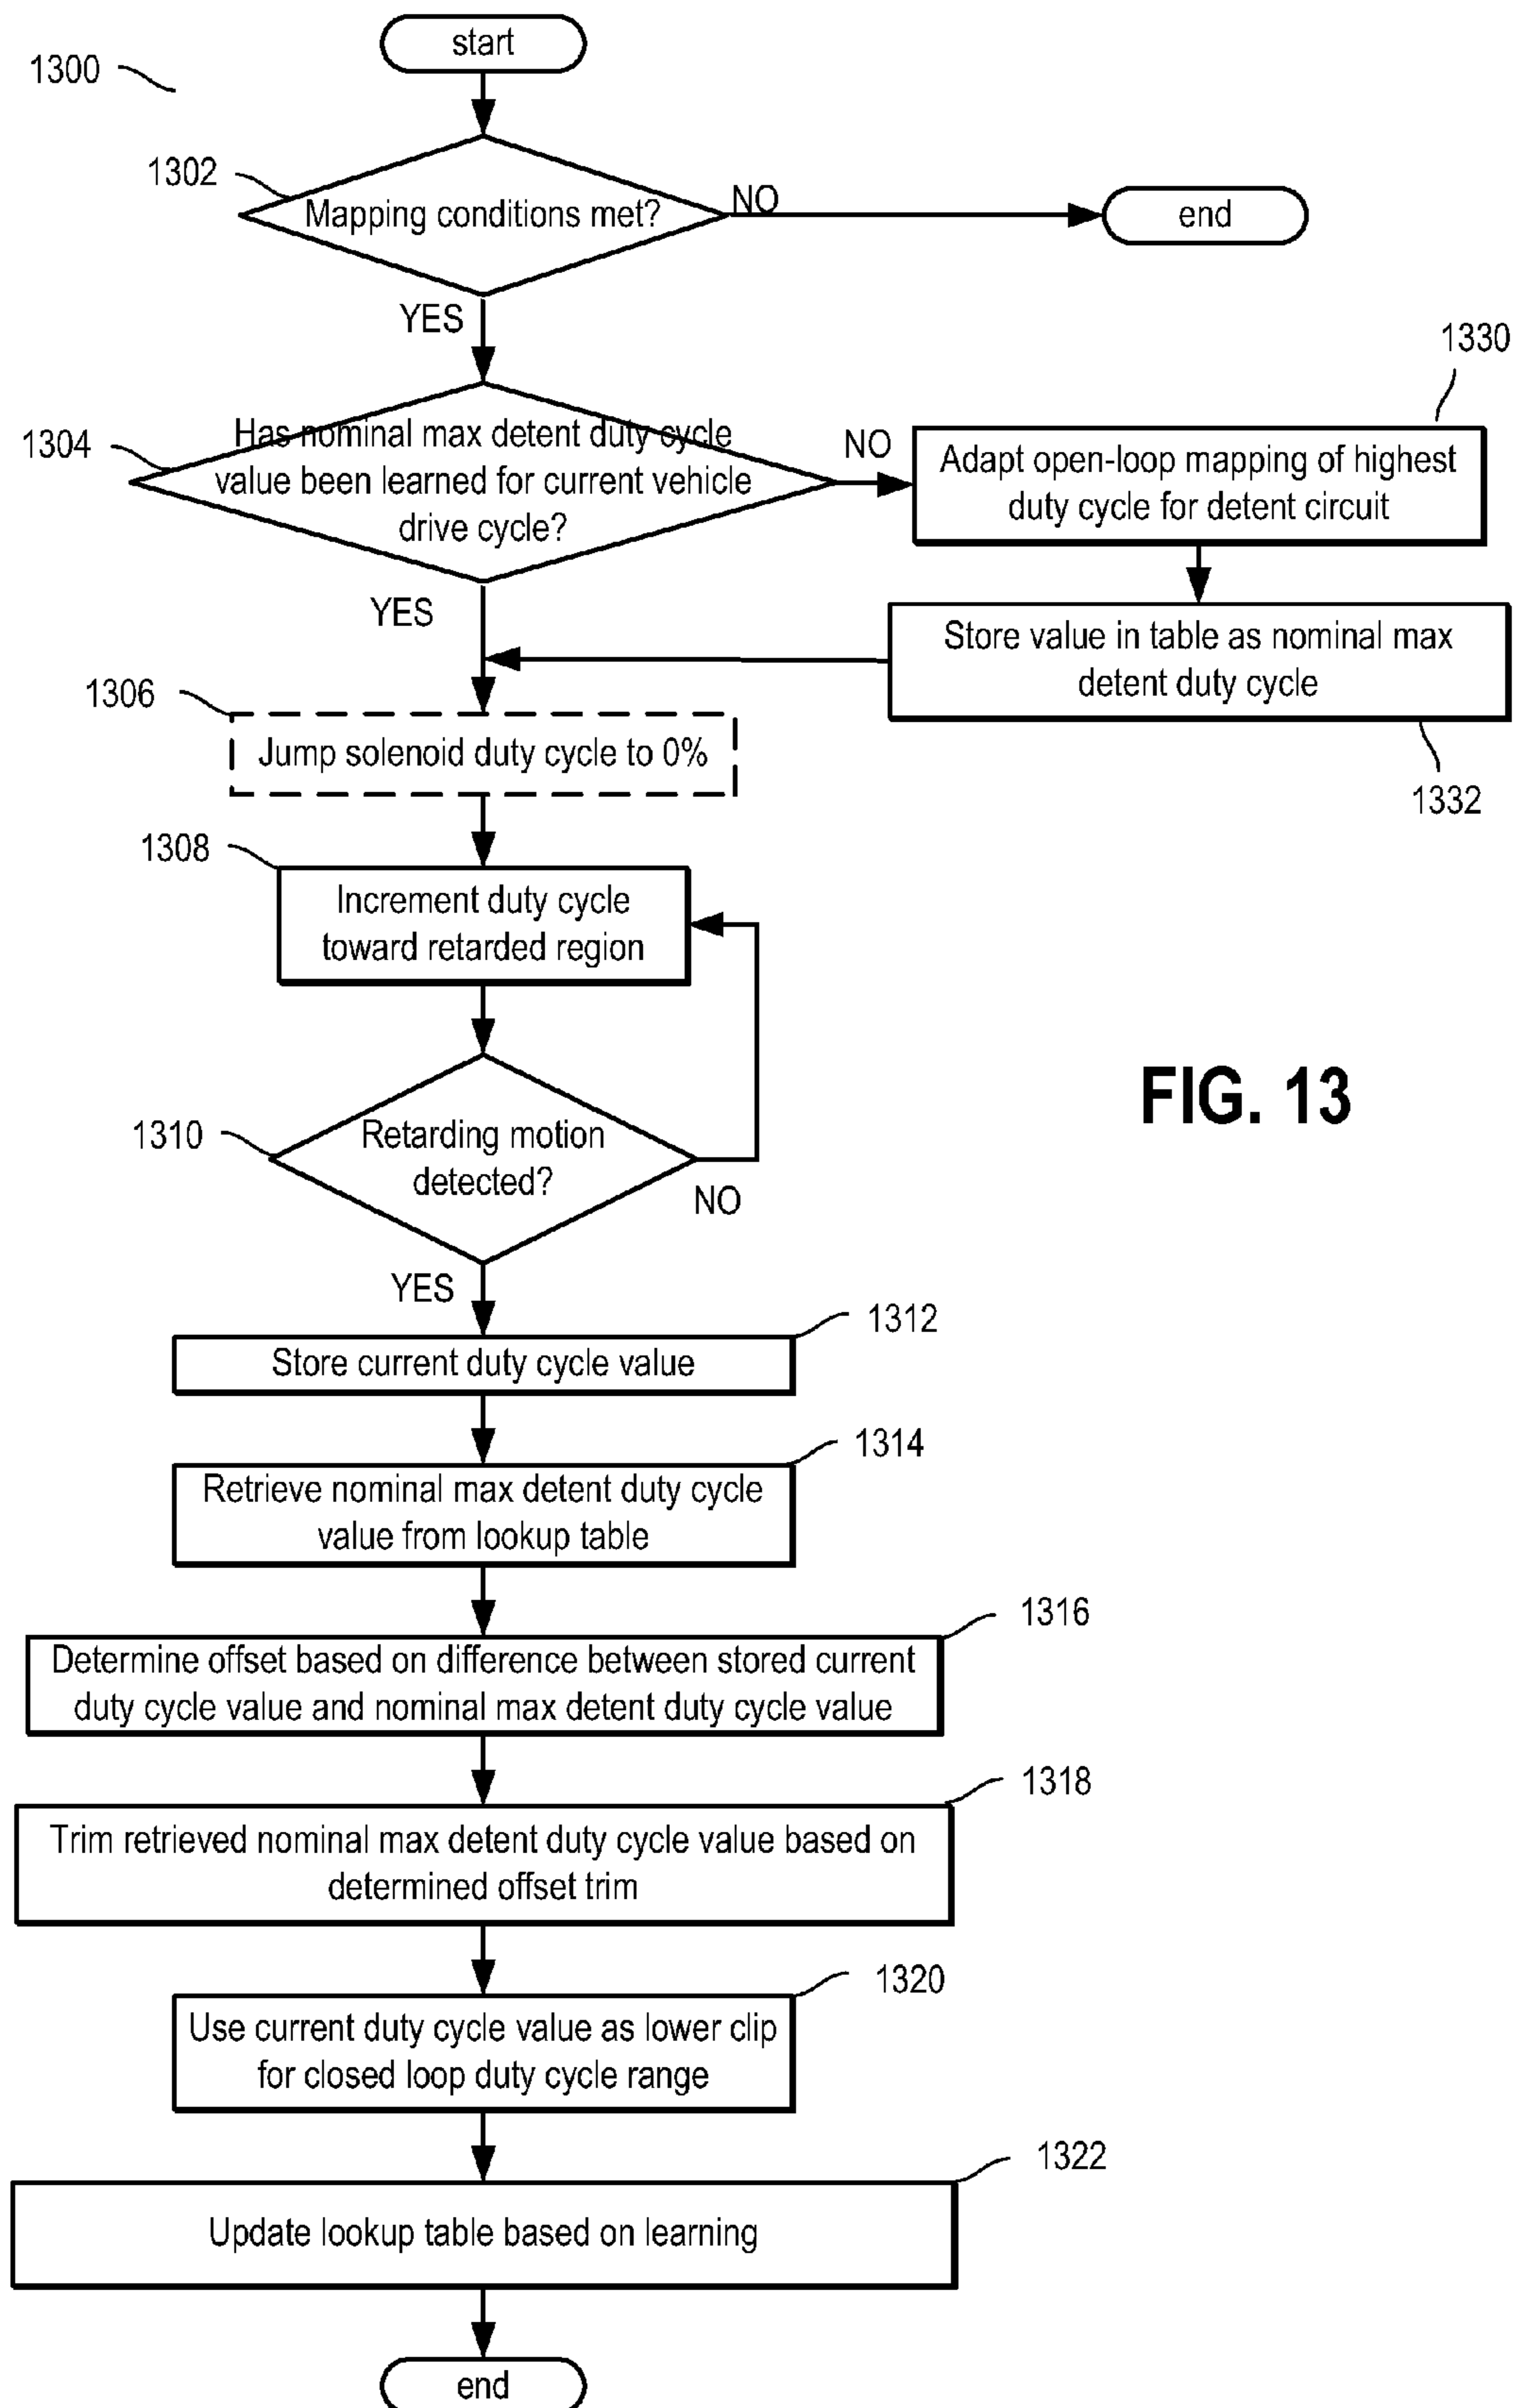 start
1300
1302
Mapping conditions met?
NO
end
YES
1330
1304
Has nominal max detent duty cycle
value been learned for current vehicle
drive cycle?
NO
Adapt open-loop mapping of highest
duty cycle for detent circuit
YES
Store value in table as nominal max
detent duty cycle
1332
1306
Jump solenoid duty cycle to 0%
1308
Increment duty cycle
toward retarded region
FIG. 13
1310
Retarding motion
detected?
NO
YES
1312
Store current duty cycle value
1314
Retrieve nominal max detent duty cycle
value from lookup table
1316
Determine offset based on difference between stored current
duty cycle value and nominal max detent duty cycle value
1318
Trim retrieved nominal max detent duty cycle value based on
determined offset trim
1320
Use current duty cycle value as lower clip
for closed loop duty cycle range
1322
Update lookup table based on learning
end